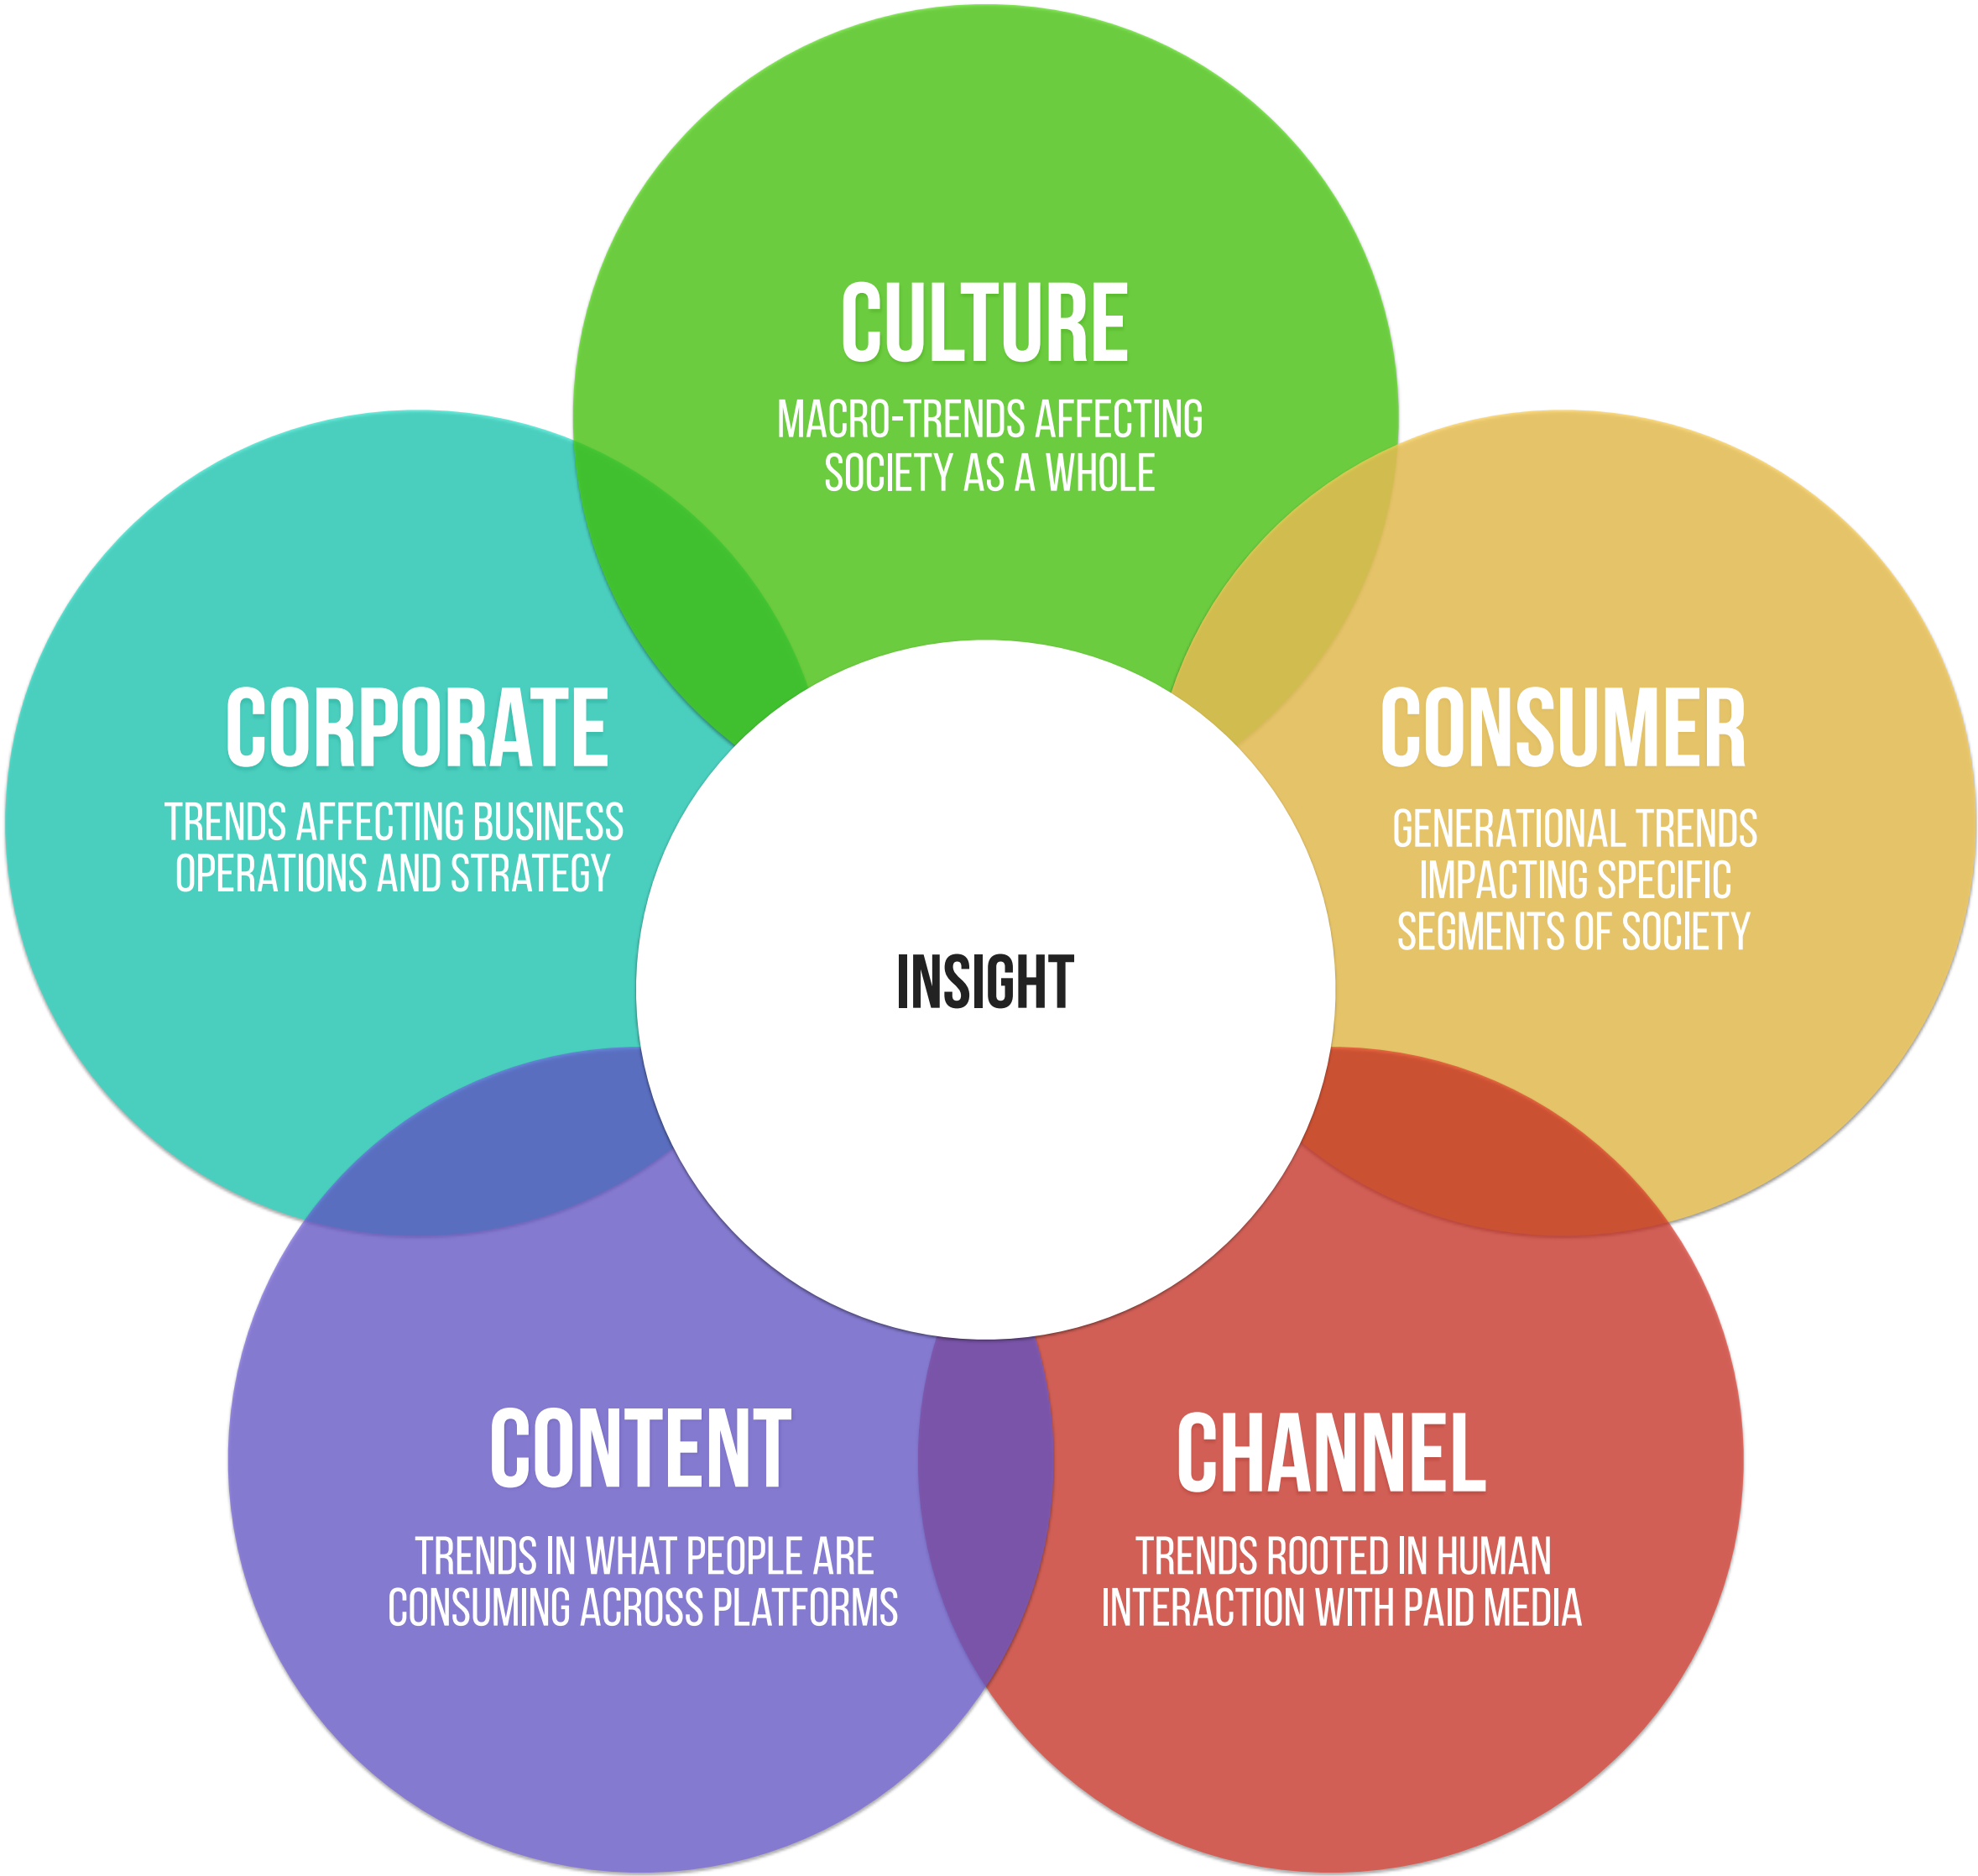 CULTURE
MACRO-TRENDS AFFECTING
SOCIETY AS A WHOLE
CORPORATE
TRENDS AFFECTING BUSINESS
OPERATIONS AND STRATEGY
CONSUMER
GENERATIONAL TRENDS
IMPACTING SPECIFIC
SEGMENTS OF SOCIETY
INSIGHT
CONTENT
TRENDS IN WHAT PEOPLE ARE
CONSUMING ACROSS PLATFORMS
CHANNEL
TRENDS ROOTED IN HUMAN
INTERACTION WITH PAID MEDIA